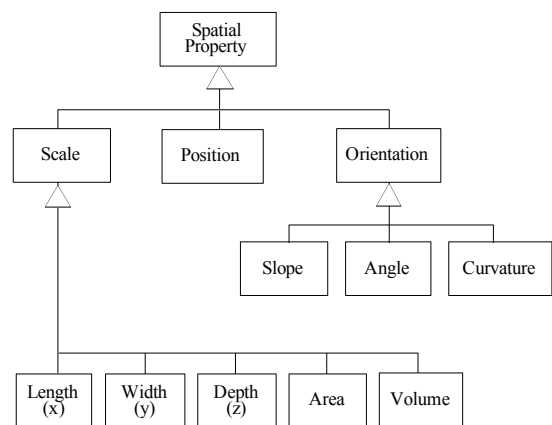 Spatial
Property
Scale
Position
Orientation
Slope
Angle
Curvature
Length
(x)
Width
(y)
Depth
(z)
Area
Volume